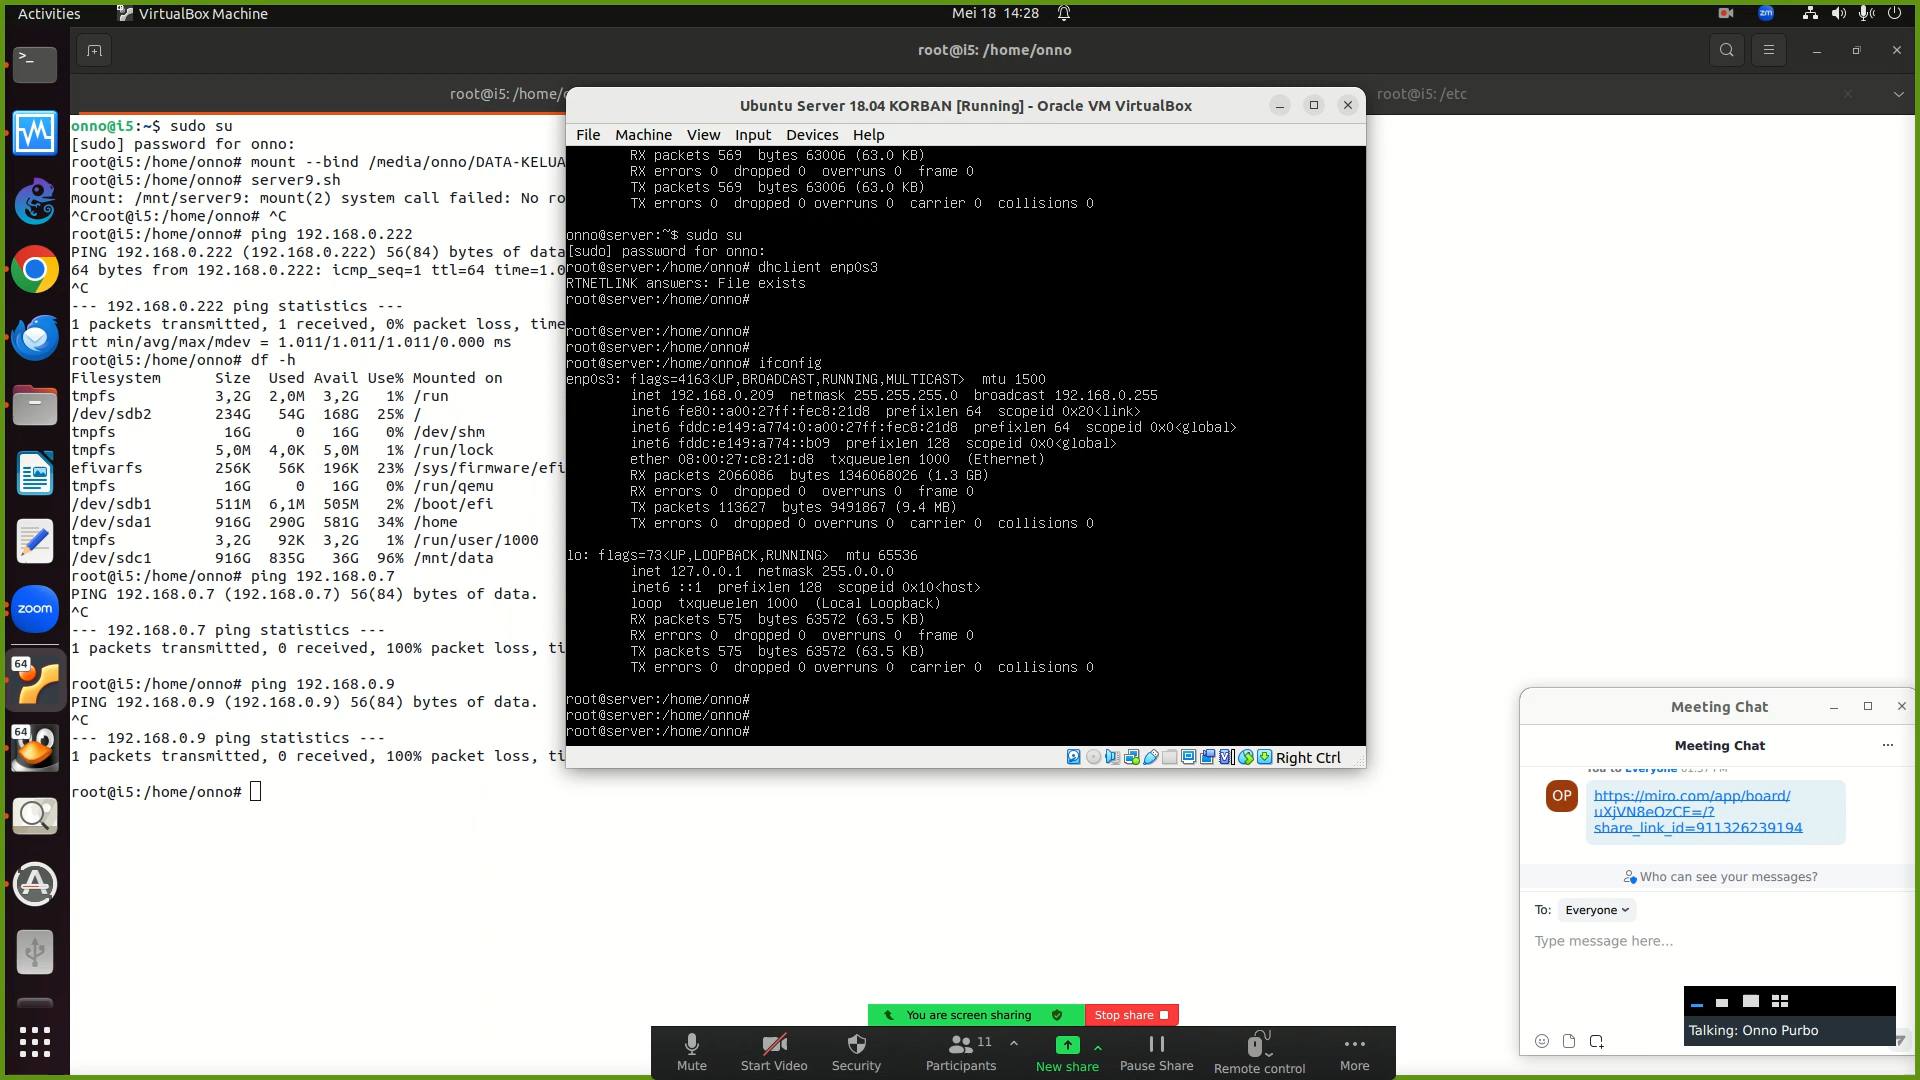 Activities
VirtualBox Machine
Mei 18 14:28
zm
root@i5: /home/onno
root@i5: /home/o
root@i5: /etc
onno@i5:~$ sudo su
[sudo] password for onno:
root@i5:/home/onno# mount --bind /media/onno/DATA-KELUA
root@i5:/home/onno# server9.sh
mount: /mnt/server9: mount(2) system call failed: No ro
^Croot@i5:/home/onno# ^C
root@i5:/home/onno# ping 192.168.0.222
PING 192.168.0.222 (192.168.0.222) 56(84) bytes of data
64 bytes from 192.168.0.222: icmp_seq=1 ttl=64 time=1.0
^C
--- 192.168.0.222 ping statistics ---
1 packets transmitted, 1 received, 0% packet loss, time
rtt min/avg/max/mdev = 1.011/1.011/1.011/0.000 ms
root@i5:/home/onno# df -h
Filesystem      Size  Used Avail Use% Mounted on
tmpfs           3,2G  2,0M  3,2G   1% /run
/dev/sdb2       234G   54G  168G  25% /
tmpfs            16G     0   16G   0% /dev/shm
tmpfs           5,0M  4,0K  5,0M   1% /run/lock
efivarfs        256K   56K  196K  23% /sys/firmware/efi
tmpfs            16G     0   16G   0% /run/qemu
/dev/sdb1       511M  6,1M  505M   2% /boot/efi
/dev/sda1       916G  290G  581G  34% /home
tmpfs           3,2G   92K  3,2G   1% /run/user/1000
/dev/sdc1       916G  835G   36G  96% /mnt/data
root@i5:/home/onno# ping 192.168.0.7
PING 192.168.0.7 (192.168.0.7) 56(84) bytes of data.
^C
--- 192.168.0.7 ping statistics ---
1 packets transmitted, 0 received, 100% packet loss, ti
root@i5:/home/onno# ping 192.168.0.9
PING 192.168.0.9 (192.168.0.9) 56(84) bytes of data.
^C
--- 192.168.0.9 ping statistics ---
1 packets transmitted, 0 received, 100% packet loss, ti
root@i5:/home/onno#
zoom
64
64
Ubuntu Server 18.04 KORBAN [Running] - Oracle VM VirtualBox
File Machine View Input Devices Help
RX packets 569  bytes 63006 (63.0 KB)
RX errors 0  dropped 0  overruns 0  frame 0
TX packets 569  bytes 63006 (63.0 KB)
TX errors 0  dropped 0 overruns 0  carrier 0  collisions 0
onno@server:~$ sudo su
[sudo] password for onno:
root@server:/home/onno# dhclient enp0s3
RTNETLINK answers: File exists
root@server:/home/onno#
root@server:/home/onno#
root@server:/home/onno#
root@server:/home/onno# ifconfig
enp0s3: flags=4163<UP,BROADCAST,RUNNING,MULTICAST>  mtu 1500
inet 192.168.0.209  netmask 255.255.255.0  broadcast 192.168.0.255
inet6 fe80::a00:27ff:fec8:21d8  prefixlen 64  scopeid 0x20<link>
inet6 fddc:e149:a774:0:a00:27ff:fec8:21d8  prefixlen 64  scopeid 0x0<global>
inet6 fddc:e149:a774::b09  prefixlen 128  scopeid 0x0<global>
ether 08:00:27:c8:21:d8  txqueuelen 1000  (Ethernet)
RX packets 2066086  bytes 1346068026 (1.3 GB)
RX errors 0  dropped 0  overruns 0  frame 0
TX packets 113627  bytes 9491867 (9.4 MB)
TX errors 0  dropped 0 overruns 0  carrier 0  collisions 0
lo: flags=73<UP,LOOPBACK,RUNNING>  mtu 65536
inet 127.0.0.1  netmask 255.0.0.0
inet6 ::1  prefixlen 128  scopeid 0x10<host>
loop  txqueuelen 1000  (Local Loopback)
RX packets 575  bytes 63572 (63.5 KB)
RX errors 0  dropped 0  overruns 0  frame 0
TX packets 575  bytes 63572 (63.5 KB)
TX errors 0  dropped 0 overruns 0  carrier 0  collisions 0
root@server:/home/onno#
root@server:/home/onno#
root@server:/home/onno#
Right Ctrl
Meeting Chat
Meeting Chat
You to Everyone 01:57 PM
OP
https://miro.com/app/board/
uXjVN8eOzCE=/?
share_link_id=911326239194
Who can see your messages?
To: Everyone
Type message here...
Talking: Onno Purbo
You are screen sharing
Stop share
11
Mute
Start Video
Security
Participants
New share
Pause Share
Remote control
More